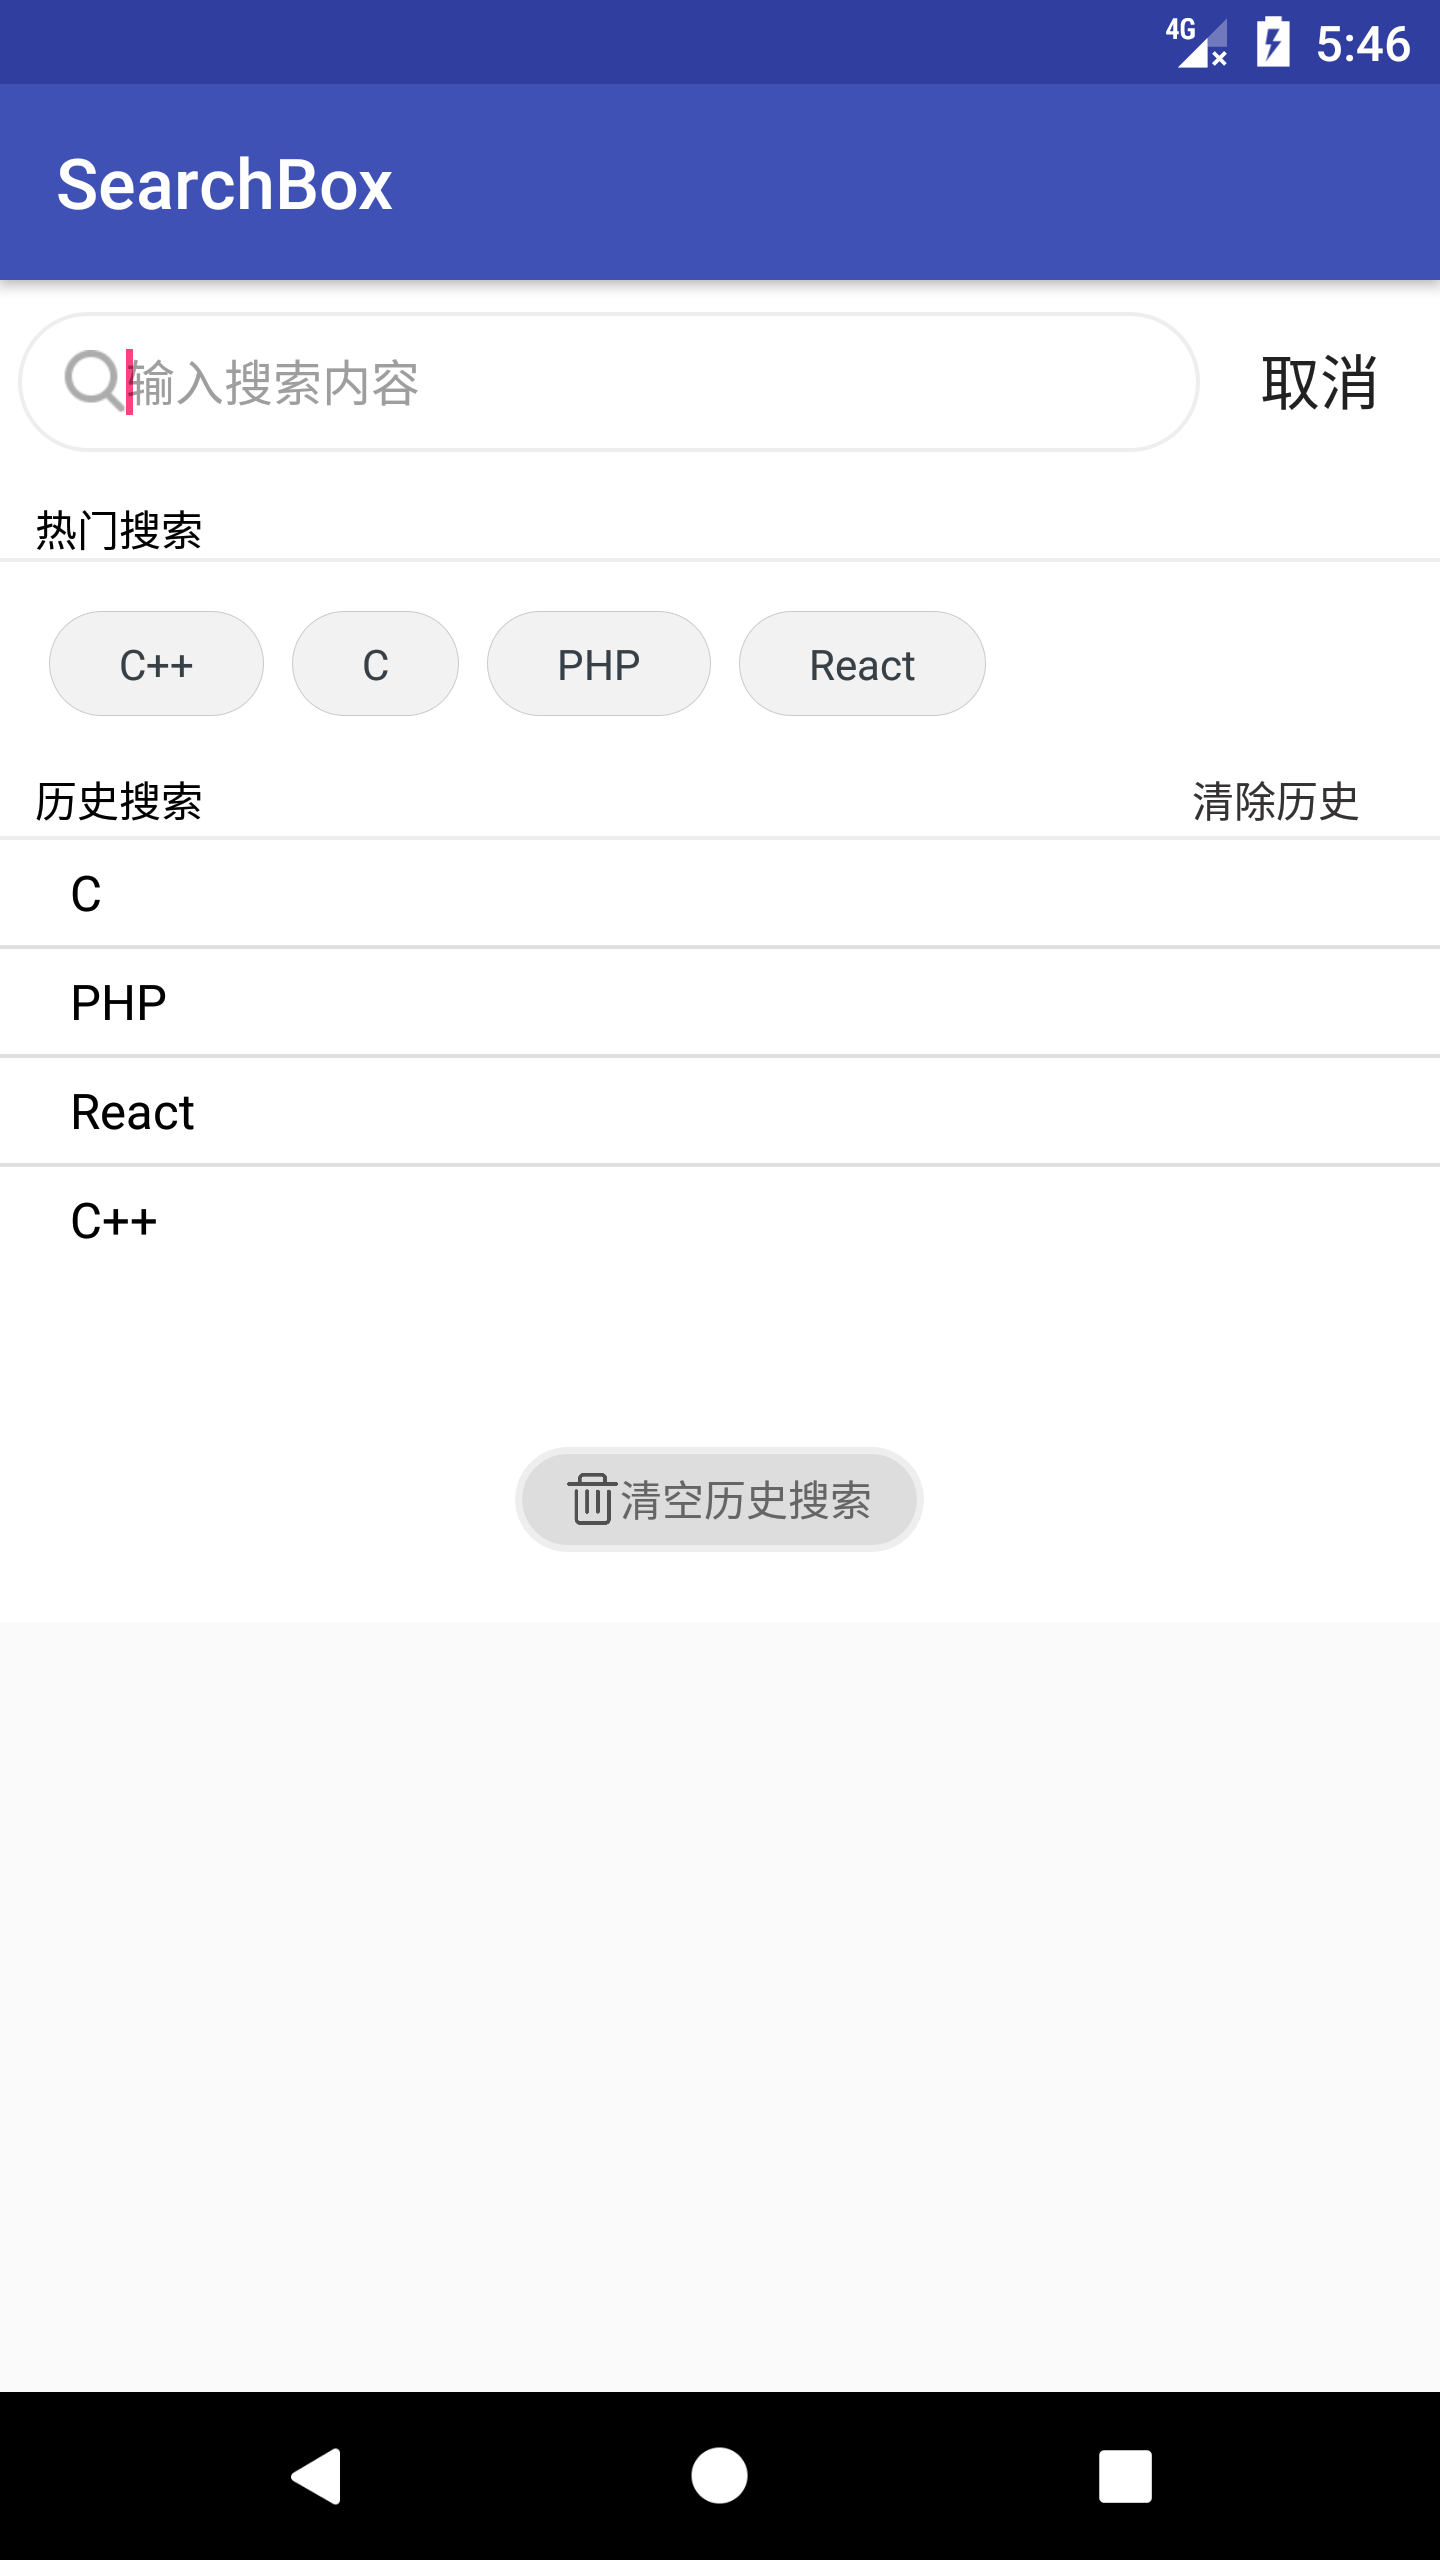 4G 5:46
SearchBox
输入搜索内容 取消
热门搜索
C++ C PHP React
历史搜索 清除历史
C
PHP
React
C++
清空历史搜索